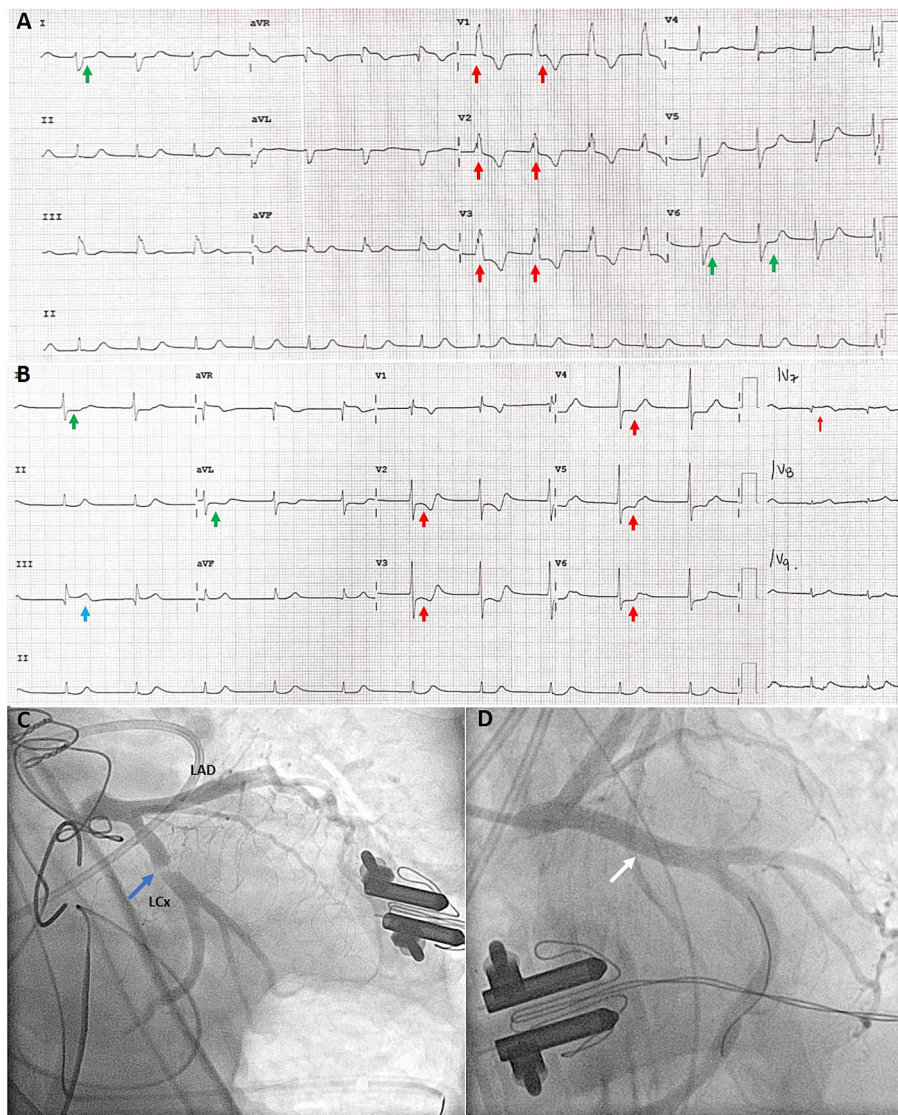 A
I aVR V1 V4
II aVL V2 V5
III aVF V3 V6
II
B
aVR V1 V4 V7
II aVL V2 V5 V8
III aVF V3 V6 V9.
II
C
LAD
LCx
D